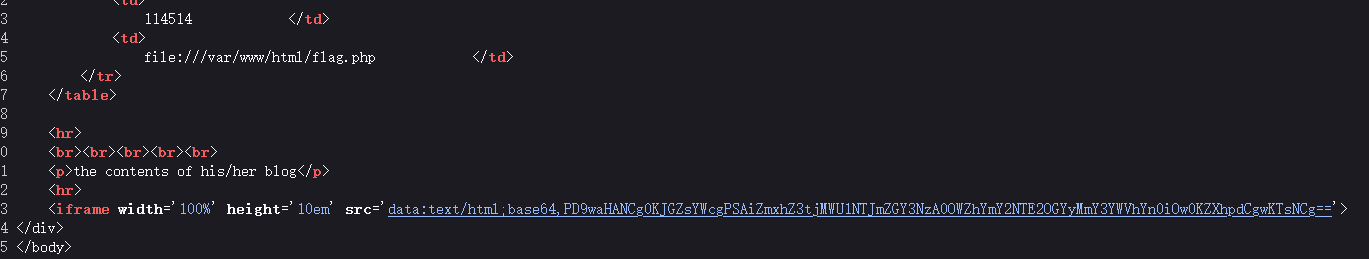 2 <td>
3 114514 </td>
4 <td>
5 file:///var/www/html/flag.php </td>
6 </tr>
7 </table>
8
9 <hr>
0 <br><br><br><br><br>
1 <p>the contents of his/her blog</p>
2 <hr>
3 <iframe width='100%' height='10em' src='data:text/html;base64,PD9waHANCg0KJGZsYWcgPSAiZmxhZ3tjMWU1NTJmZGY3NzA0OWZhYmY2NTE2OGYyMmY3YWVhYn0iOw0KZXhpdCgwKTsNCg=='>
4 </div>
5 </body>